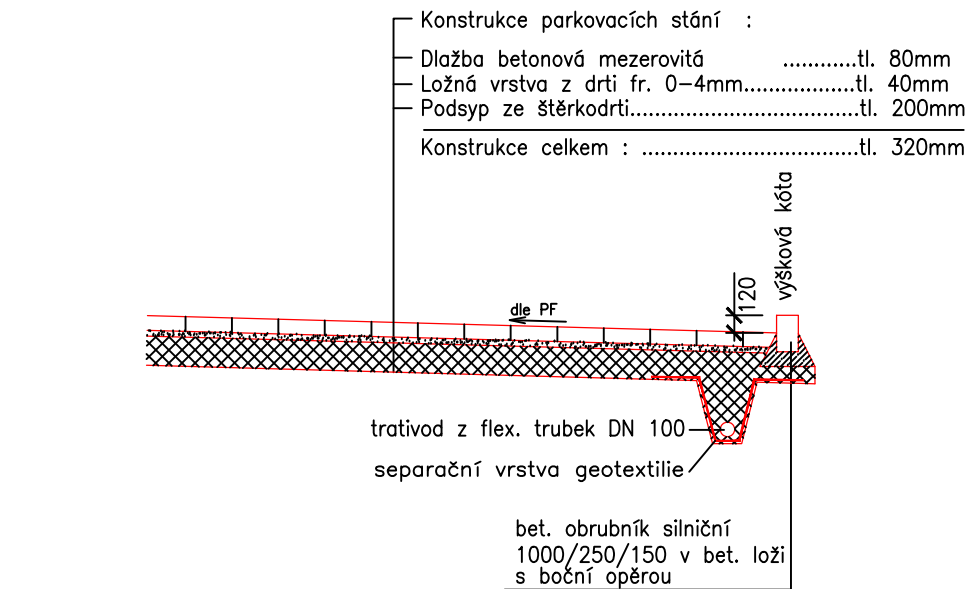 Konstrukce parkovacích stání :
Dlažba betonová mezerovitá ............tl. 80mm
Ložná vrstva z drti fr. 0-4mm..................tl. 40mm
Podsyp ze štěrkodrti......................................tl. 200mm
Konstrukce celkem : ....................................tl. 320mm
výšková kóta
120
dle PF
trativod z flex. trubek DN 100
separační vrstva geotextilie
bet. obrubník silniční
1000/250/150 v bet. loži
s boční opěrou